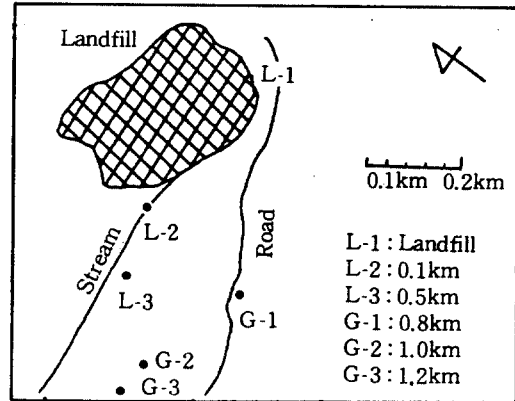 Landfill
L-1
0.1km 0.2km
L-2
Stream
Road
L-3
G-1
G-2
G-3
L-1 : Landfill
L-2 : 0.1km
L-3 : 0.5km
G-1 : 0.8km
G-2 : 1.0km
G-3 : 1.2km